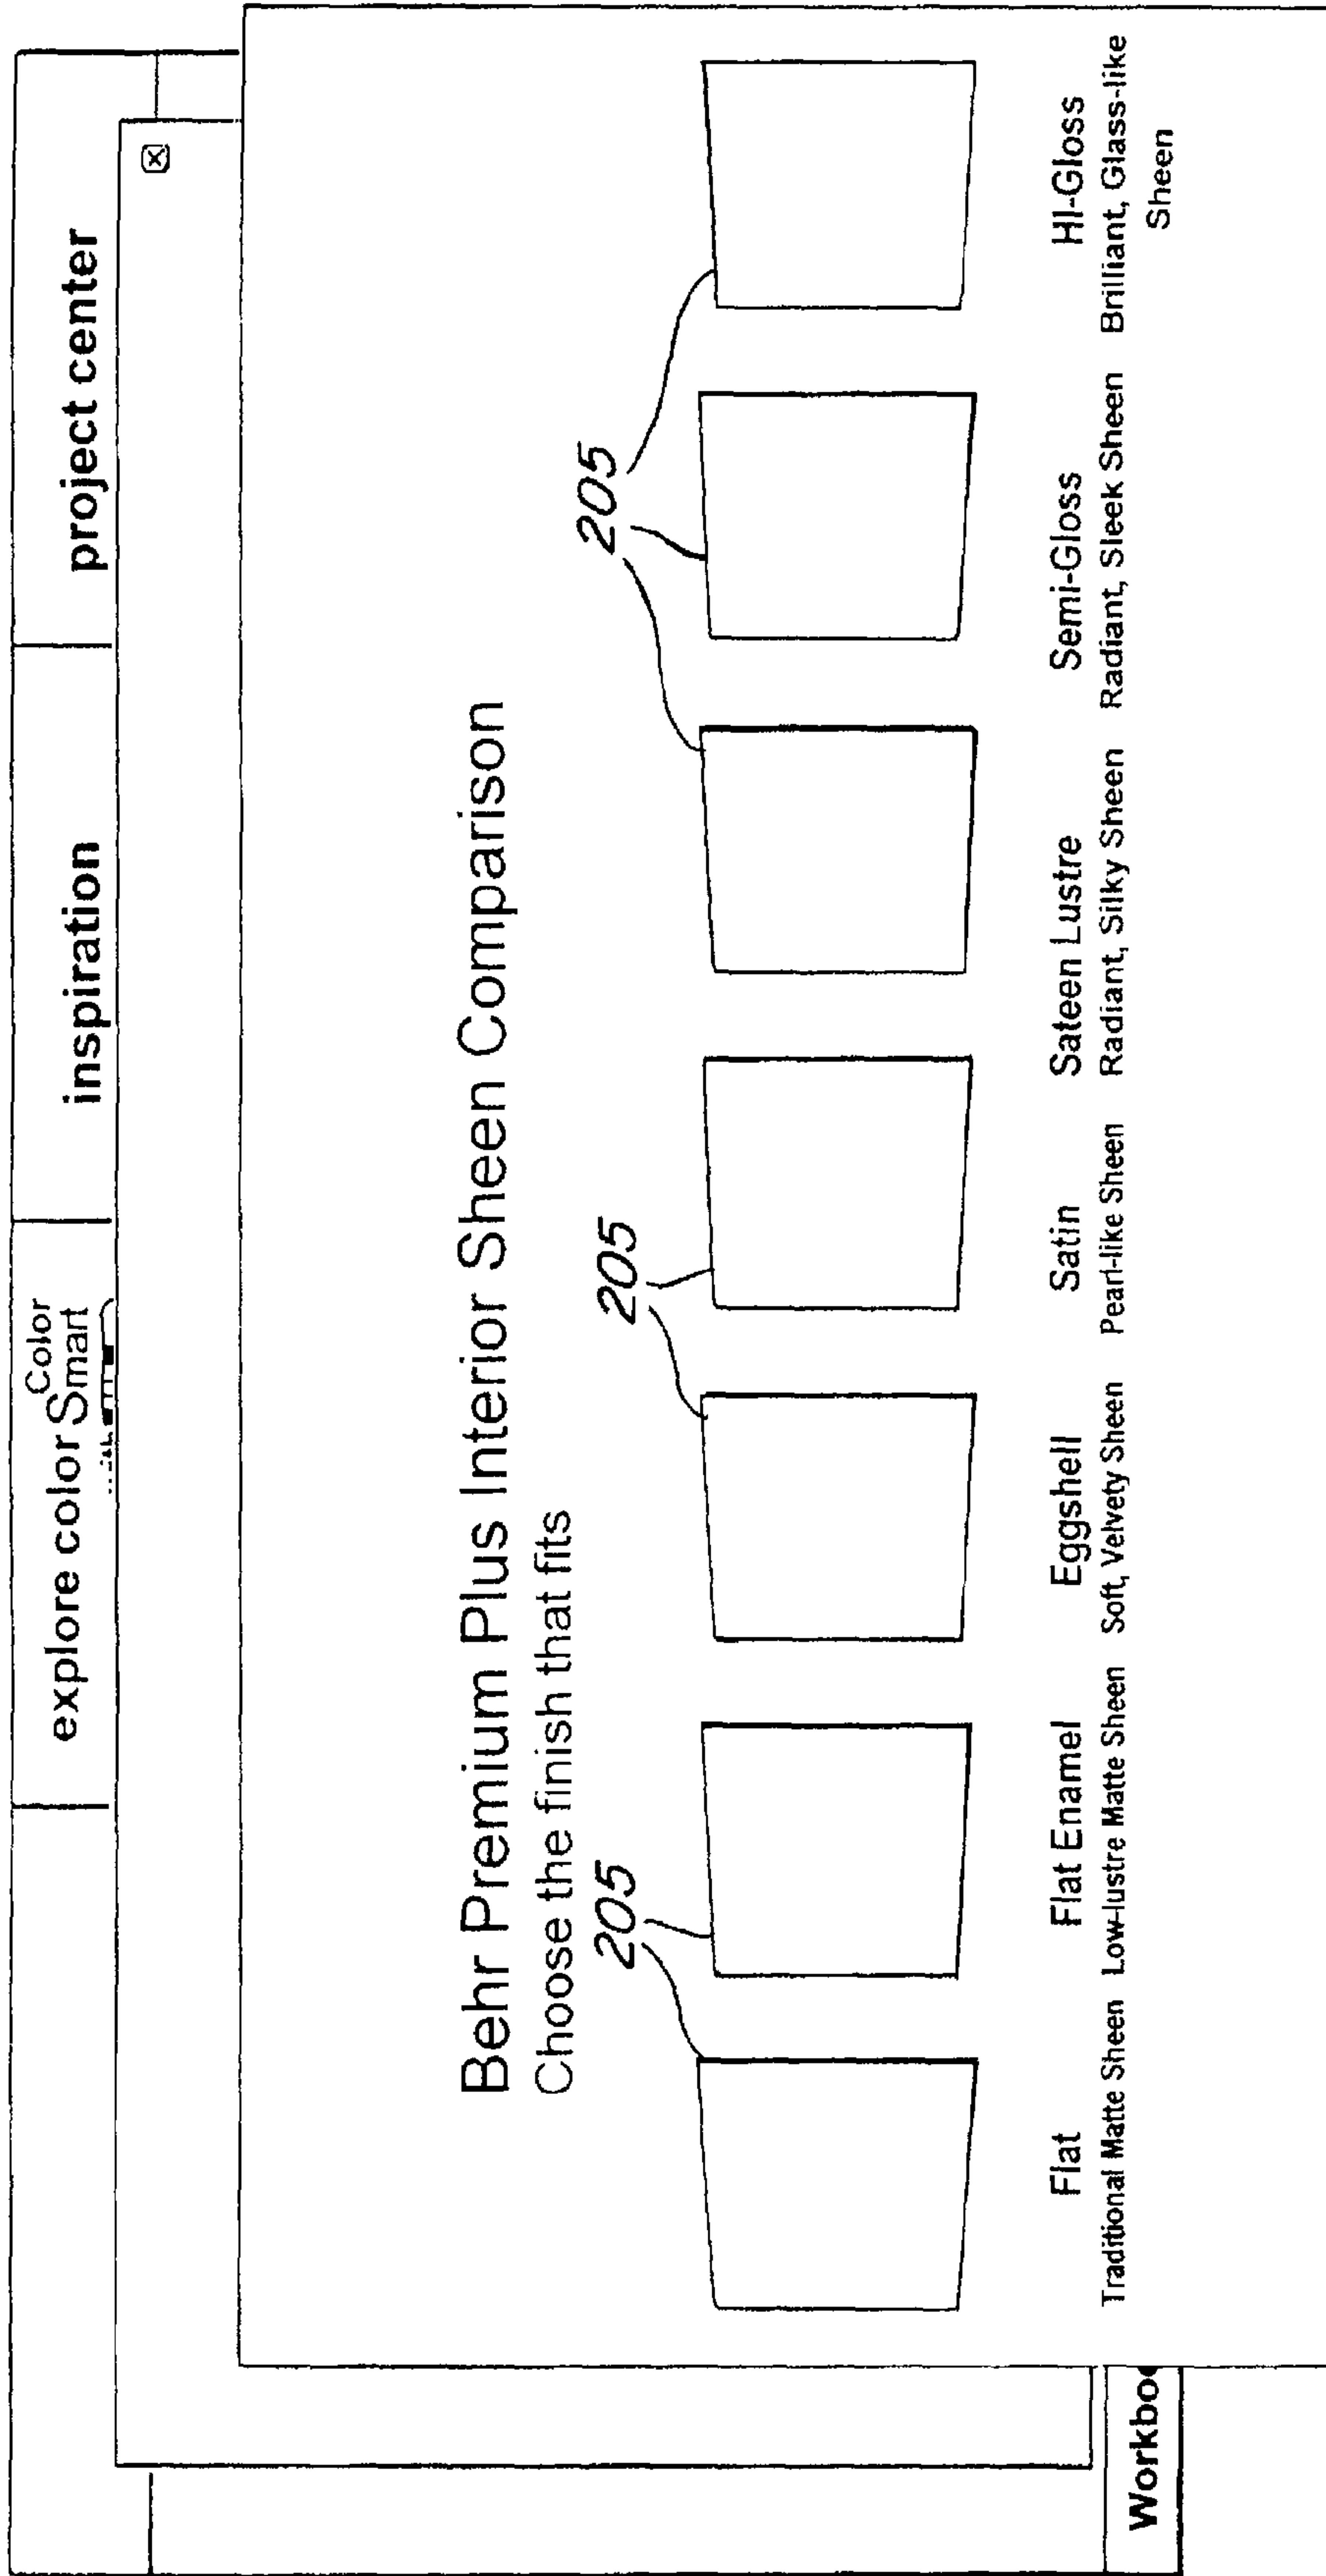 Color
explore color Smart
inspiration
project center
Behr Premium Plus Interior Sheen Comparison
Choose the finish that fits
205
205
205
Flat
Flat Enamel
Eggshell
Satin
Sateen Lustre
Semi-Gloss
HI-Gloss
Traditional Matte Sheen
Low-lustre Matte Sheen
Soft, Velvety Sheen
Pearl-like Sheen
Radiant, Silky Sheen
Radiant, Sleek Sheen
Brilliant, Glass-like
Sheen